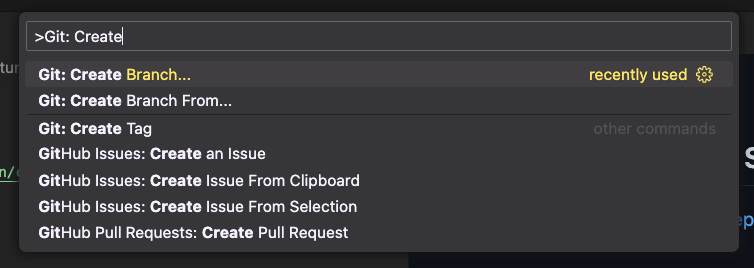 >Git: Create
Git: Create Branch... recently used
Git: Create Branch From...
Git: Create Tag other commands
GitHub Issues: Create an Issue
GitHub Issues: Create Issue From Clipboard
GitHub Issues: Create Issue From Selection
GitHub Pull Requests: Create Pull Request